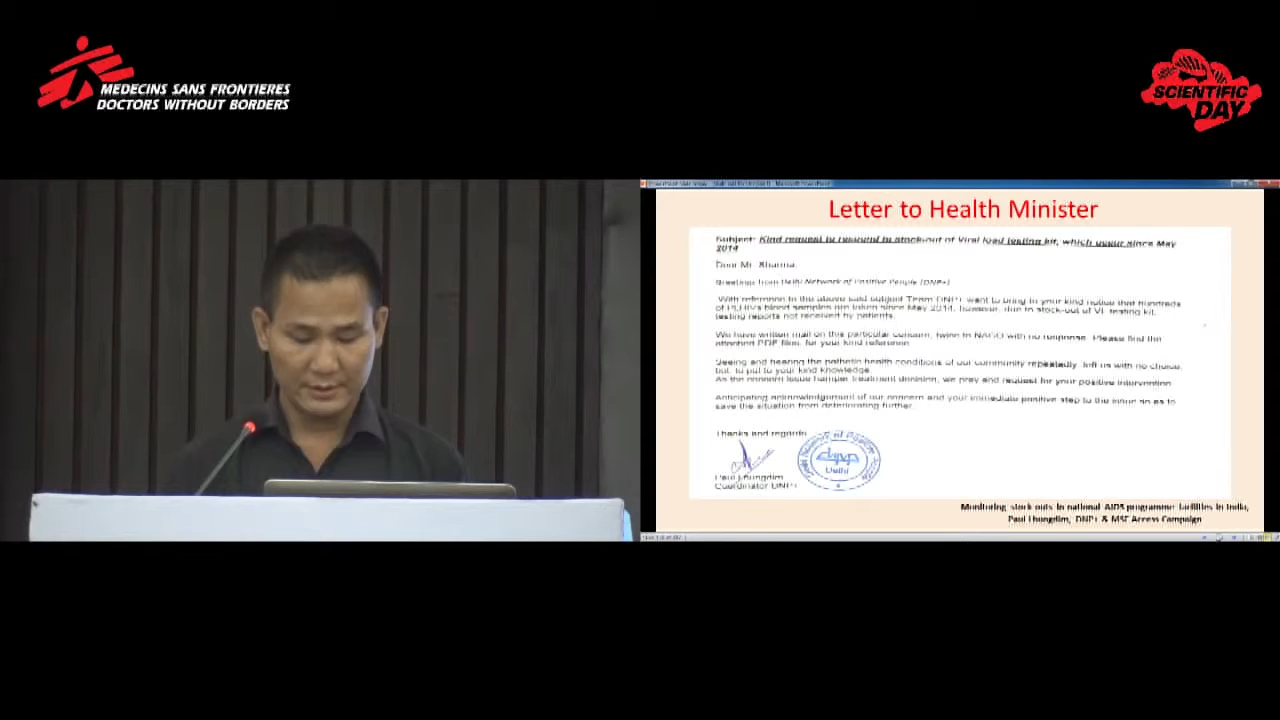 MEDECINS SANS FRONTIERES
DOCTORS WITHOUT BORDERS
SCIENTIFIC
DAY
Letter to Health Minister
Subject: Kind request to in stock-out of Viral load testing kit, which since May
2014
Dear Mr. Sharma
Greetings from Delhi Network of Positive People (DNP+)
With reference to the above said subject Team DNP+ want to bring to your kind notice that hundreds
of PLHIVs blood samples taken since May 2014, however, due to stock-out of VL testing kit,
testing reports not received by patients.
We have written mail on this particular concern, twice to NACO with no response. Please find the
attached PDF files, for your kind reference
Seeing and hearing the pathetic health conditions of our community repeatedly, left us with no choice,
but to put to your kind knowledge.
As the concern issue hamper treatment decision, we pray and request for your positive intervention
Anticipating acknowledgement of our concern and your immediate positive step to the issue so as to
save the situation from deteriorating further.
Thanks and regards
Delhi Network of Positive People
dnp+
Delhi
Paul Lhungdim
Coordinator DNP+
Monitoring stock outs in national AIDS programme facilities in India,
Paul Lhungdim, DNP+ & MSF Access Campaign